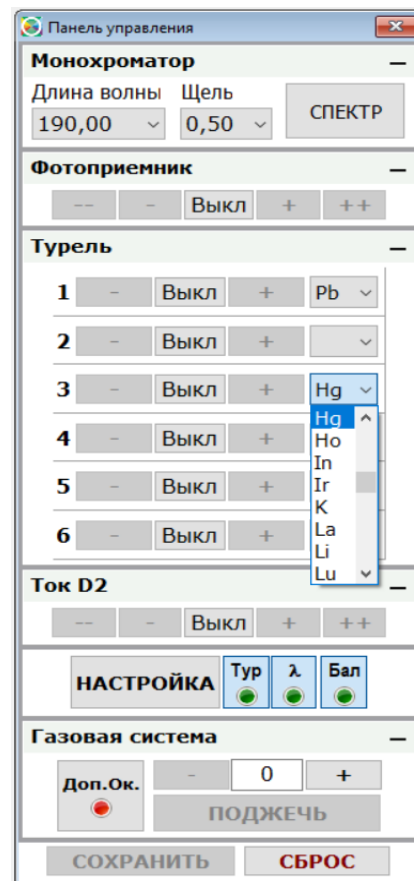 Панель управления
Монохроматор –
Длина волны Щель
190,00 0,50 СПЕКТР
Фотоприемник –
-- - Выкл + ++
Турель –
1 - Выкл + Pb
2 - Выкл +
3 - Выкл + Hg
Hg
4 - Выкл +
Ho
In
5 - Выкл +
Ir
K
6 - Выкл +
La
Li
Lu
Ток D2 –
-- - Выкл + ++
НАСТРОЙКА Тур λ Бал
Газовая система –
Доп.Ок. - 0 +
ПОДЖЕЧЬ
СОХРАНИТЬ СБРОС